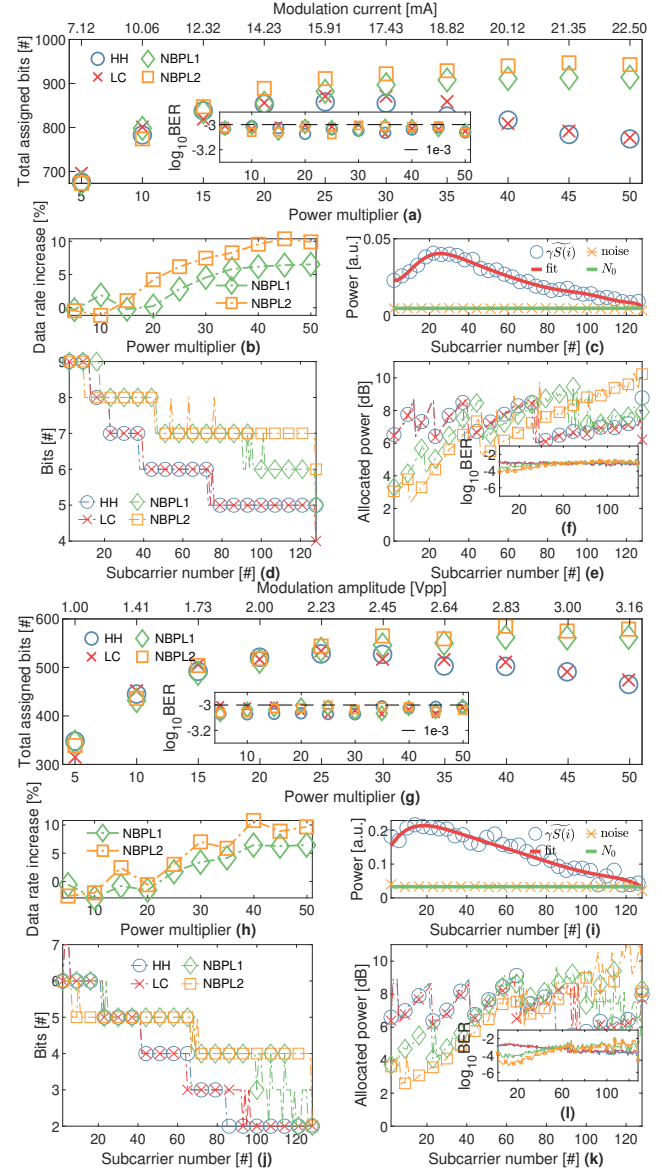 Modulation current [mA]
7.12 10.06 12.32 14.23 15.91 17.43 18.82 20.12 21.35 22.50
Total assigned bits [#]
1000
900
800
700
HH NBPL1
LC NBPL2
log10BER
-3
-3.2
1e-3
10 20 30 40 50
5 10 15 20 25 30 35 40 45 50
Power multiplier (a)
Data rate increase [%]
10
5
0
NBPL1
NBPL2
10 20 30 40 50
Power multiplier (b)
Power [a.u.]
0.05
0
γS(i) noise
fit N0
20 40 60 80 100 120
Subcarrier number [#] (c)
Bits [#]
9
8
7
6
5
4
HH NBPL1
LC NBPL2
20 40 60 80 100 120
Subcarrier number [#] (d)
Allocated power [dB]
10
8
6
4
2
0
log10BER
-2
-4
-6
20 60 100
(f)
20 40 60 80 100 120
Subcarrier number [#] (e)
Modulation amplitude [Vpp]
1.00 1.41 1.73 2.00 2.23 2.45 2.64 2.83 3.00 3.16
Total assigned bits [#]
600
500
400
300
HH NBPL1
LC NBPL2
log10BER
-3
-3.2
1e-3
10 20 30 40 50
5 10 15 20 25 30 35 40 45 50
Power multiplier (g)
Data rate increase [%]
10
5
0
NBPL1
NBPL2
10 20 30 40 50
Power multiplier (h)
Power [a.u.]
0.2
0.1
0
γS(i) noise
fit N0
20 40 60 80 100 120
Subcarrier number [#] (i)
Bits [#]
7
6
5
4
3
2
HH NBPL1
LC NBPL2
20 40 60 80 100 120
Subcarrier number [#] (j)
Allocated power [dB]
10
8
6
4
2
0
log10BER
-2
-4
-6
20 60 100
(l)
20 40 60 80 100 120
Subcarrier number [#] (k)